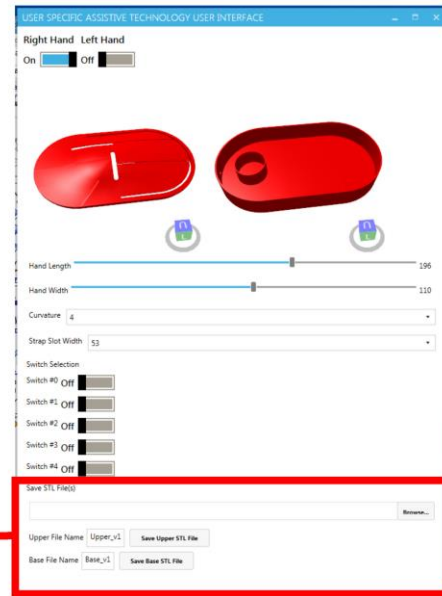 USER SPECIFIC ASSISTIVE TECHNOLOGY USER INTERFACE
Right Hand Left Hand
On Off
Hand Length 196
Hand Width 110
Curvature 4
Strap Slot Width 53
Switch Selection
Switch #0 Off
Switch #1 Off
Switch #2 Off
Switch #3 Off
Switch #4 Off
Save STL File(s)
Browse...
Upper File Name Upper_v1 Save Upper STL File
Base File Name Base_v1 Save Base STL File